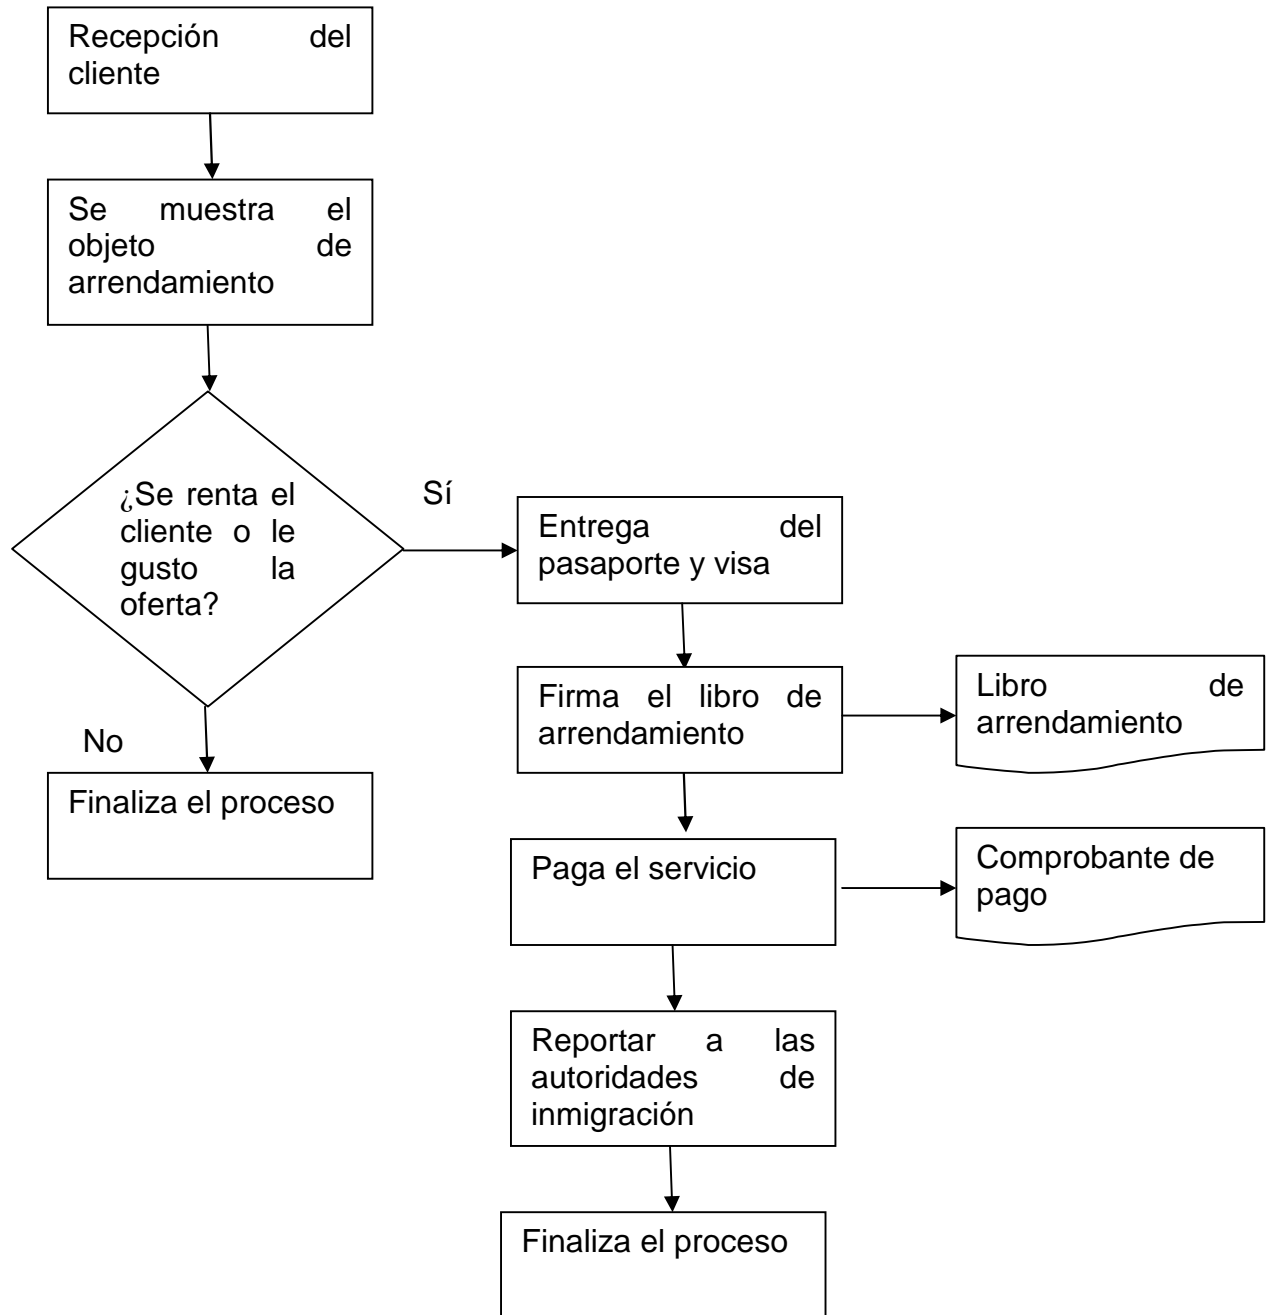 Recepción del
cliente
Se muestra el
objeto de
arrendamiento
¿Se renta el
cliente o le
gusto la
oferta?
Sí
No
Finaliza el proceso
Entrega del
pasaporte y visa
Firma el libro de
arrendamiento
Libro de
arrendamiento
Paga el servicio
Comprobante de
pago
Reportar a las
autoridades de
inmigración
Finaliza el proceso